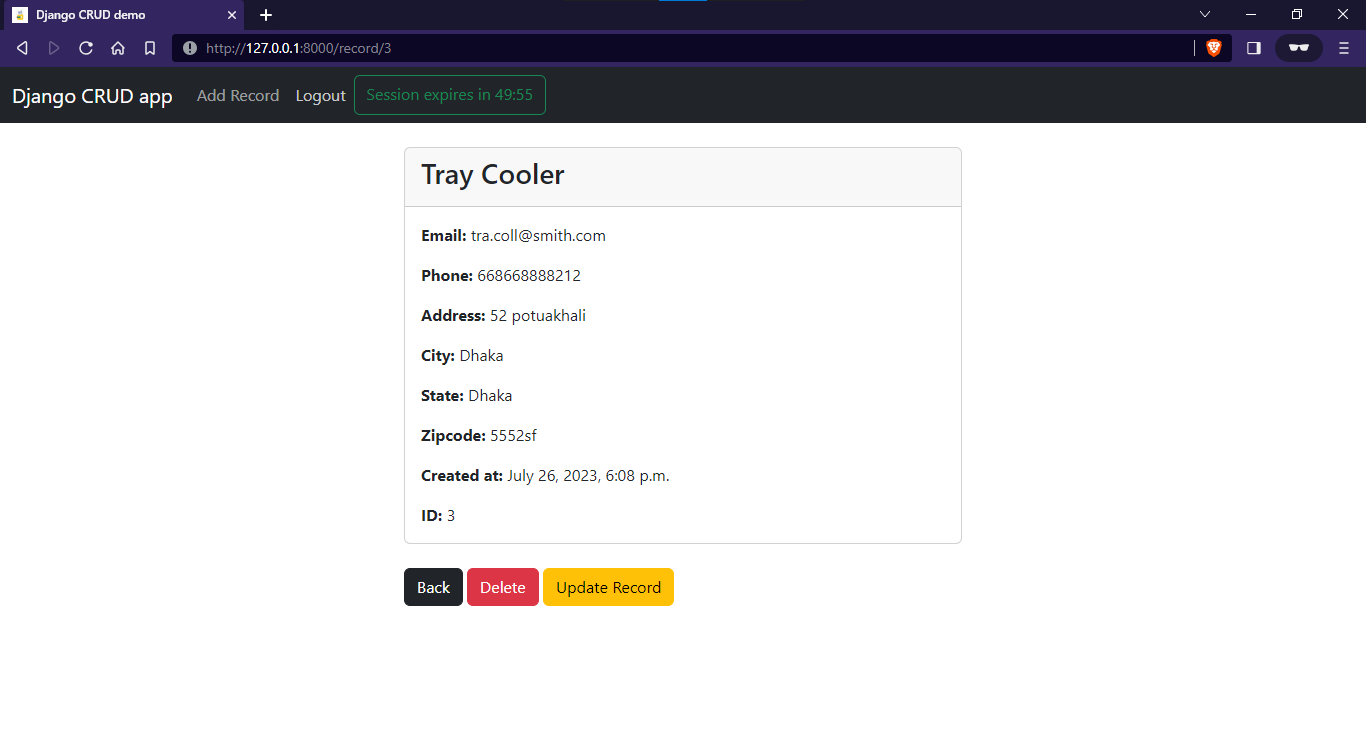 Django CRUD demo
http://127.0.0.1:8000/record/3
Django CRUD app Add Record Logout Session expires in 49:55
Tray Cooler
Email: tra.coll@smith.com
Phone: 668668888212
Address: 52 potuakhali
City: Dhaka
State: Dhaka
Zipcode: 5552sf
Created at: July 26, 2023, 6:08 p.m.
ID: 3
Back Delete Update Record